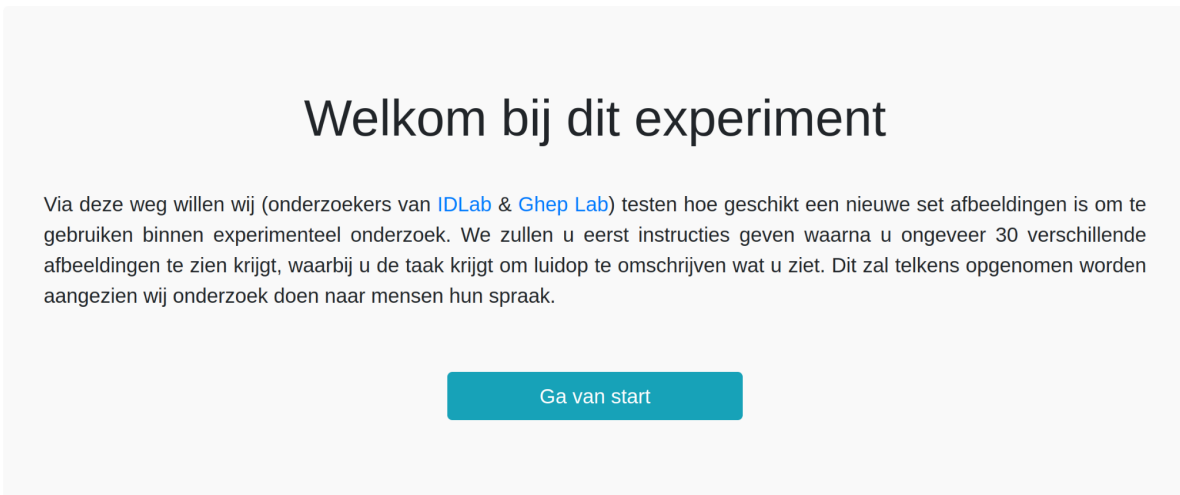 Welkom bij dit experiment
Via deze weg willen wij (onderzoekers van IDLab & Ghep Lab) testen hoe geschikt een nieuwe set afbeeldingen is om te
gebruiken binnen experimenteel onderzoek. We zullen u eerst instructies geven waarna u ongeveer 30 verschillende
afbeeldingen te zien krijgt, waarbij u de taak krijgt om luidop te omschrijven wat u ziet. Dit zal telkens opgenomen worden
aangezien wij onderzoek doen naar mensen hun spraak.
Ga van start